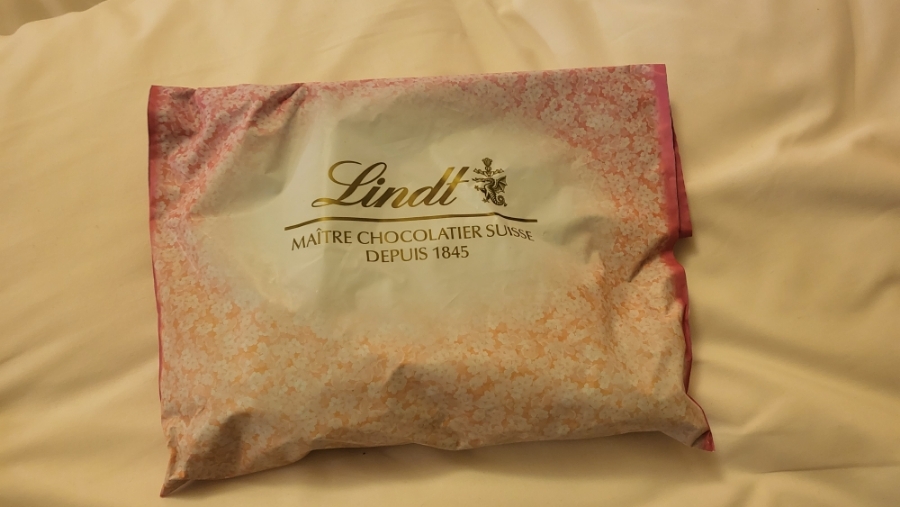 Lindt
MAÎTRE CHOCOLATIER SUISSE
DEPUIS 1845